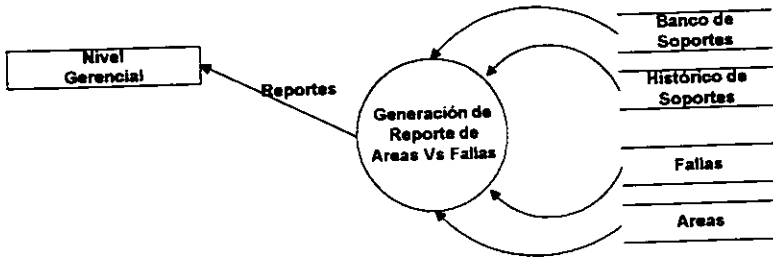 Banco de
Soportes
Nivel
Gerencial
Histórico de
Soportes
Reportes
Generación de
Reporte de
Areas Vs Fallas
Fallas
Areas